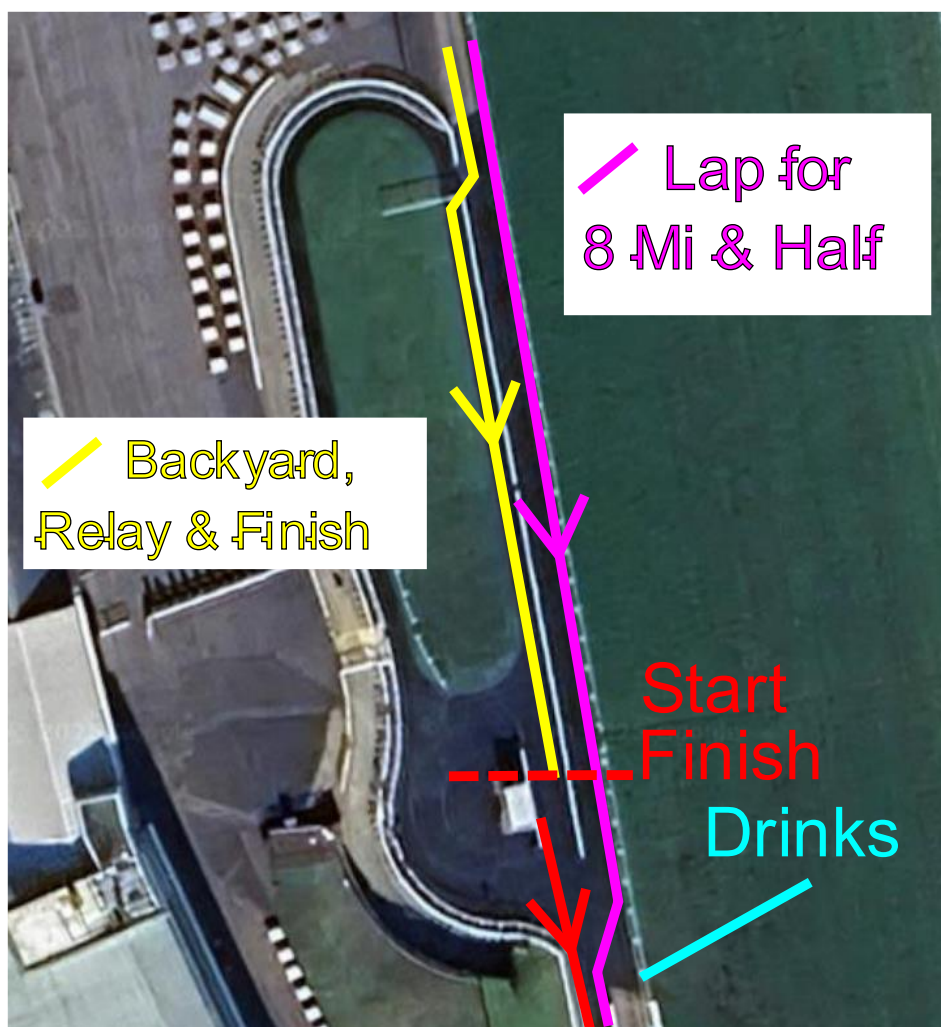 Lap for
8 Mi & Half
Backyard,
Relay & Finish
Start
Finish
Drinks